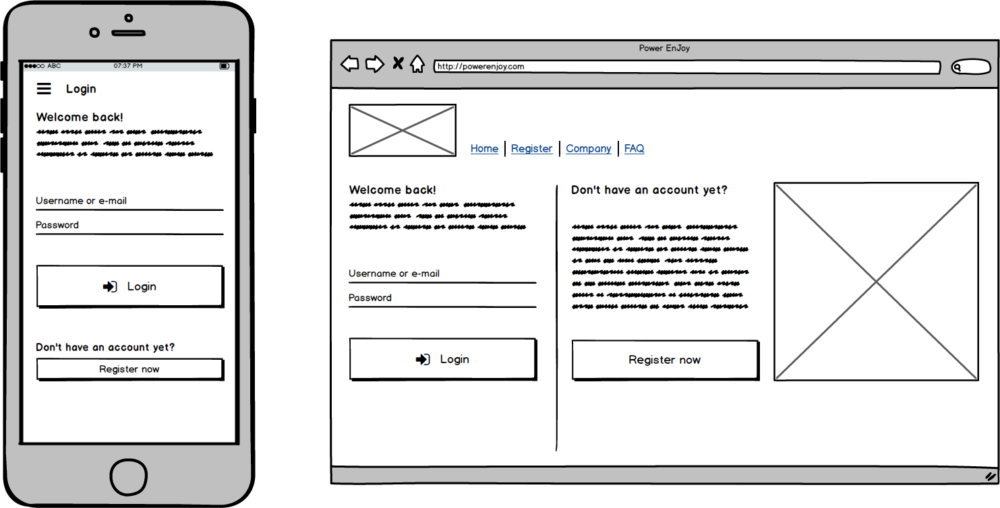 ABC 07:37 PM
Login
Welcome back!
Username or e-mail
Password
Login
Don't have an account yet?
Register now
Power EnJoy
http://powerenjoy.com
Home Register Company FAQ
Welcome back!
Username or e-mail
Password
Login
Don't have an account yet?
Register now